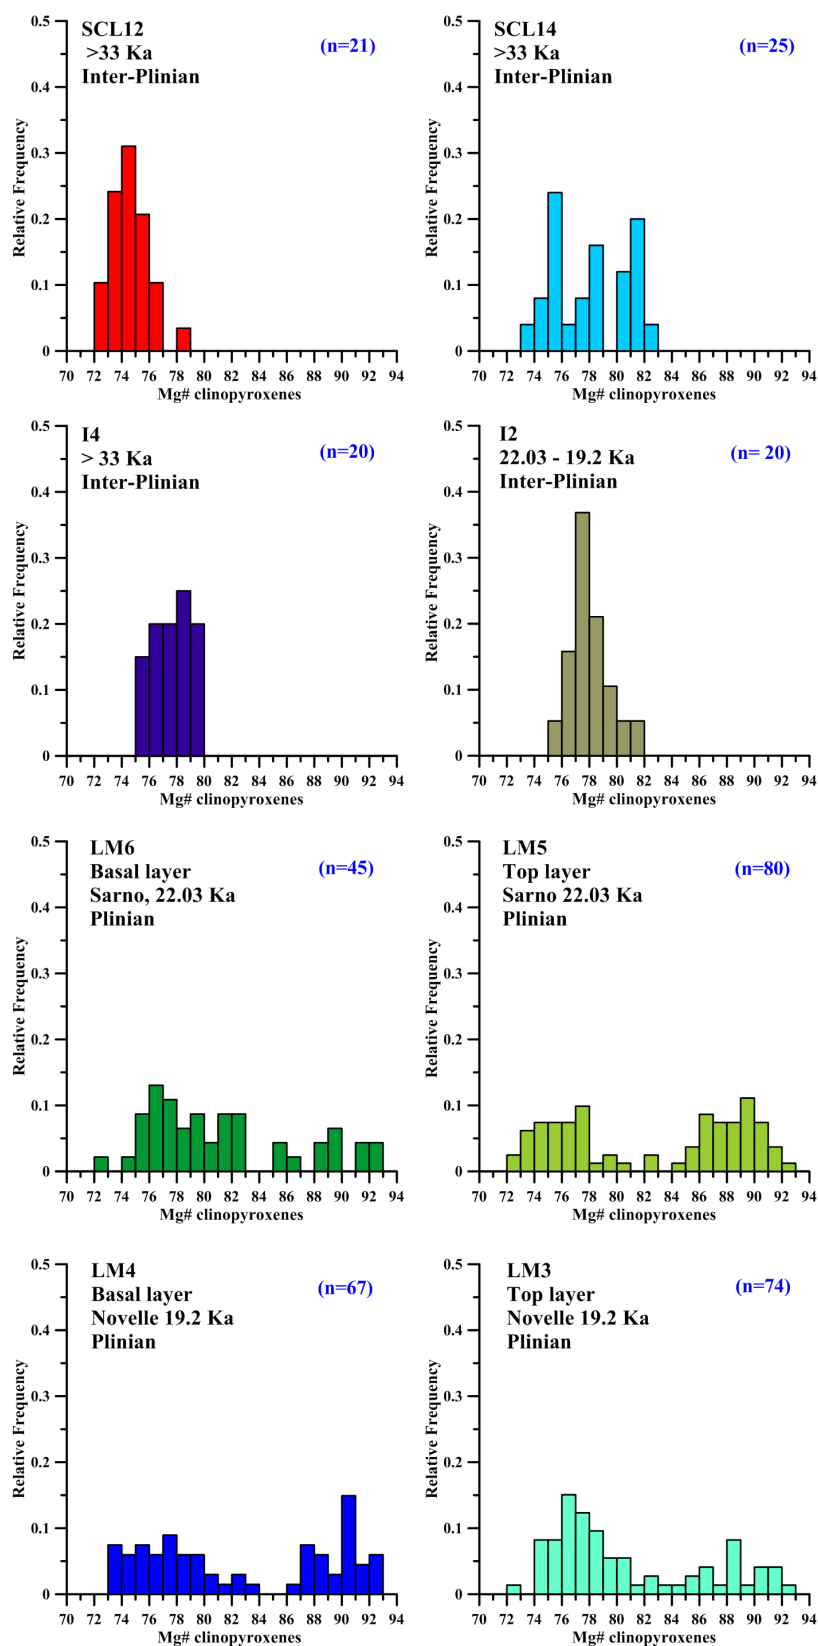 SCL12
>33 Ka
Inter-Plinian
(n=21)
0.5
0.4
0.3
0.2
0.1
0
Relative Frequency
70 72 74 76 78 80 82 84 86 88 90 92 94
Mg# clinopyroxenes
SCL14
>33 Ka
Inter-Plinian
(n=25)
0.5
0.4
0.3
0.2
0.1
0
Relative Frequency
70 72 74 76 78 80 82 84 86 88 90 92 94
Mg# clinopyroxenes
I4
> 33 Ka
Inter-Plinian
(n=20)
0.5
0.4
0.3
0.2
0.1
0
Relative Frequency
70 72 74 76 78 80 82 84 86 88 90 92 94
Mg# clinopyroxenes
I2
22.03 - 19.2 Ka
Inter-Plinian
(n= 20)
0.5
0.4
0.3
0.2
0.1
0
Relative Frequency
70 72 74 76 78 80 82 84 86 88 90 92 94
Mg# clinopyroxenes
LM6
Basal layer
Sarno, 22.03 Ka
Plinian
(n=45)
0.5
0.4
0.3
0.2
0.1
0
Relative Frequency
70 72 74 76 78 80 82 84 86 88 90 92 94
Mg# clinopyroxenes
LM5
Top layer
Sarno 22.03 Ka
Plinian
(n=80)
0.5
0.4
0.3
0.2
0.1
0
Relative Frequency
70 72 74 76 78 80 82 84 86 88 90 92 94
Mg# clinopyroxenes
LM4
Basal layer
Novelle 19.2 Ka
Plinian
(n=67)
0.5
0.4
0.3
0.2
0.1
0
Relative Frequency
70 72 74 76 78 80 82 84 86 88 90 92 94
Mg# clinopyroxenes
LM3
Top layer
Novelle 19.2 Ka
Plinian
(n=74)
0.5
0.4
0.3
0.2
0.1
0
Relative Frequency
70 72 74 76 78 80 82 84 86 88 90 92 94
Mg# clinopyroxenes